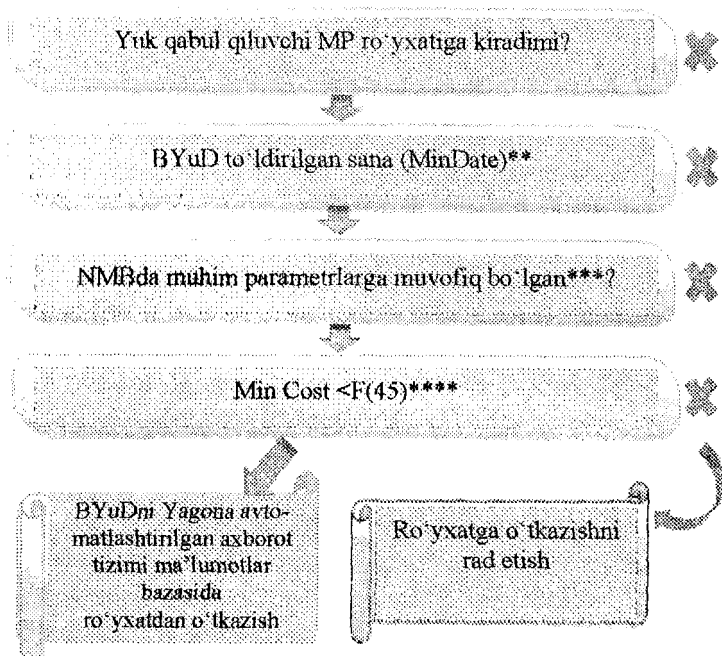 Yuk qabul qiluvchi MP ro‘yxatiga kiradimi?
BYuD to‘ldirilgan sana (MinDate)**
NMBda muhim parametrlarga muvofiq bo‘lgan***?
Min Cost <F(45)****
BYuDni Yagona avto-
matlashtirilgan axborot
tizimi ma’lumotlar
bazasida
ro‘yxatdan o‘tkazish
Ro‘yxatga o‘tkazishni
rad etish